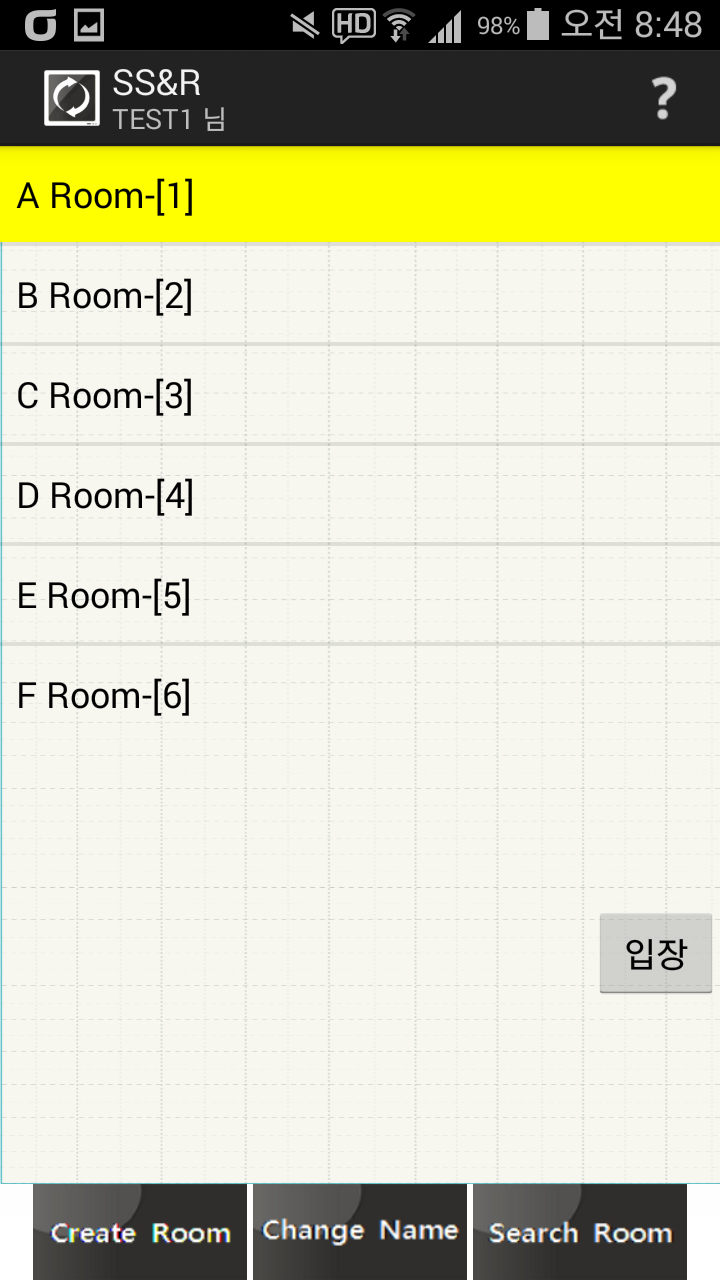 HD 98% 오전 8:48
SS&R
TEST1 님
?
A Room-[1]
B Room-[2]
C Room-[3]
D Room-[4]
E Room-[5]
F Room-[6]
입장
Create Room Change Name Search Room